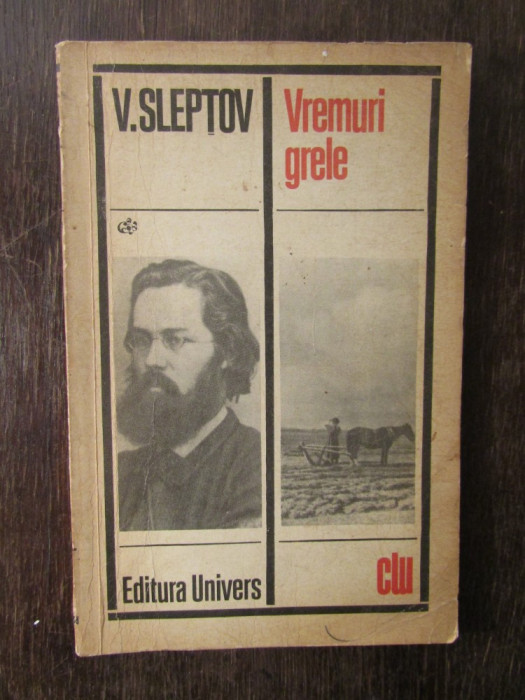 V.SLEPȚOV
Vremuri
grele
Editura Univers
clu